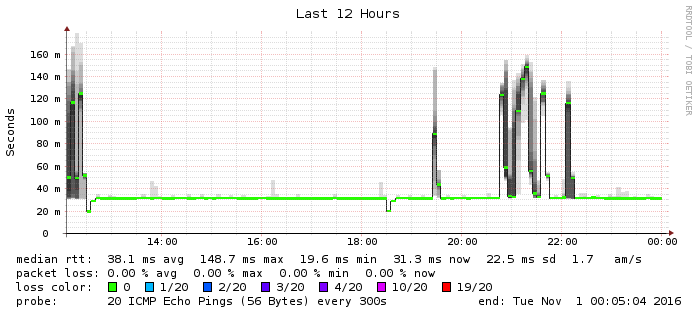 Last 12 Hours
RRDTOOL / TOBI OETIKER
Seconds
160 m
140 m
120 m
100 m
80 m
60 m
40 m
20 m
0
14:00 16:00 18:00 20:00 22:00 00:00
median rtt: 38.1 ms avg 148.7 ms max 19.6 ms min 31.3 ms now 22.5 ms sd 1.7 am/s
packet loss: 0.00 % avg 0.00 % max 0.00 % min 0.00 % now
loss color: 0 1/20 2/20 3/20 4/20 10/20 19/20
probe: 20 ICMP Echo Pings (56 Bytes) every 300s end: Tue Nov 1 00:05:04 2016